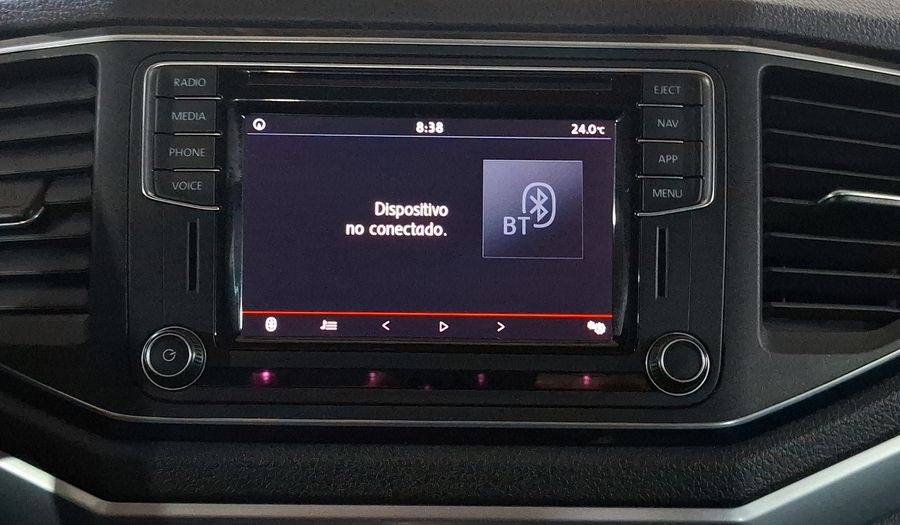 RADIO
MEDIA
PHONE
VOICE
8:38
24.0°C
Dispositivo
no conectado.
BT
EJECT
NAV
APP
MENU